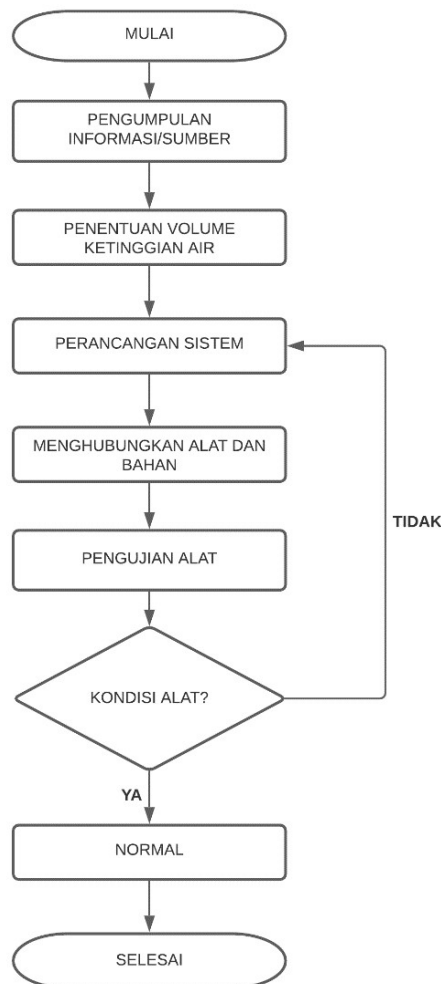 MULAI
PENGUMPULAN
INFORMASI/SUMBER
PENENTUAN VOLUME
KETINGGIAN AIR
PERANCANGAN SISTEM
MENGHUBUNGKAN ALAT DAN
BAHAN
TIDAK
PENGUJIAN ALAT
KONDISI ALAT?
YA
NORMAL
SELESAI